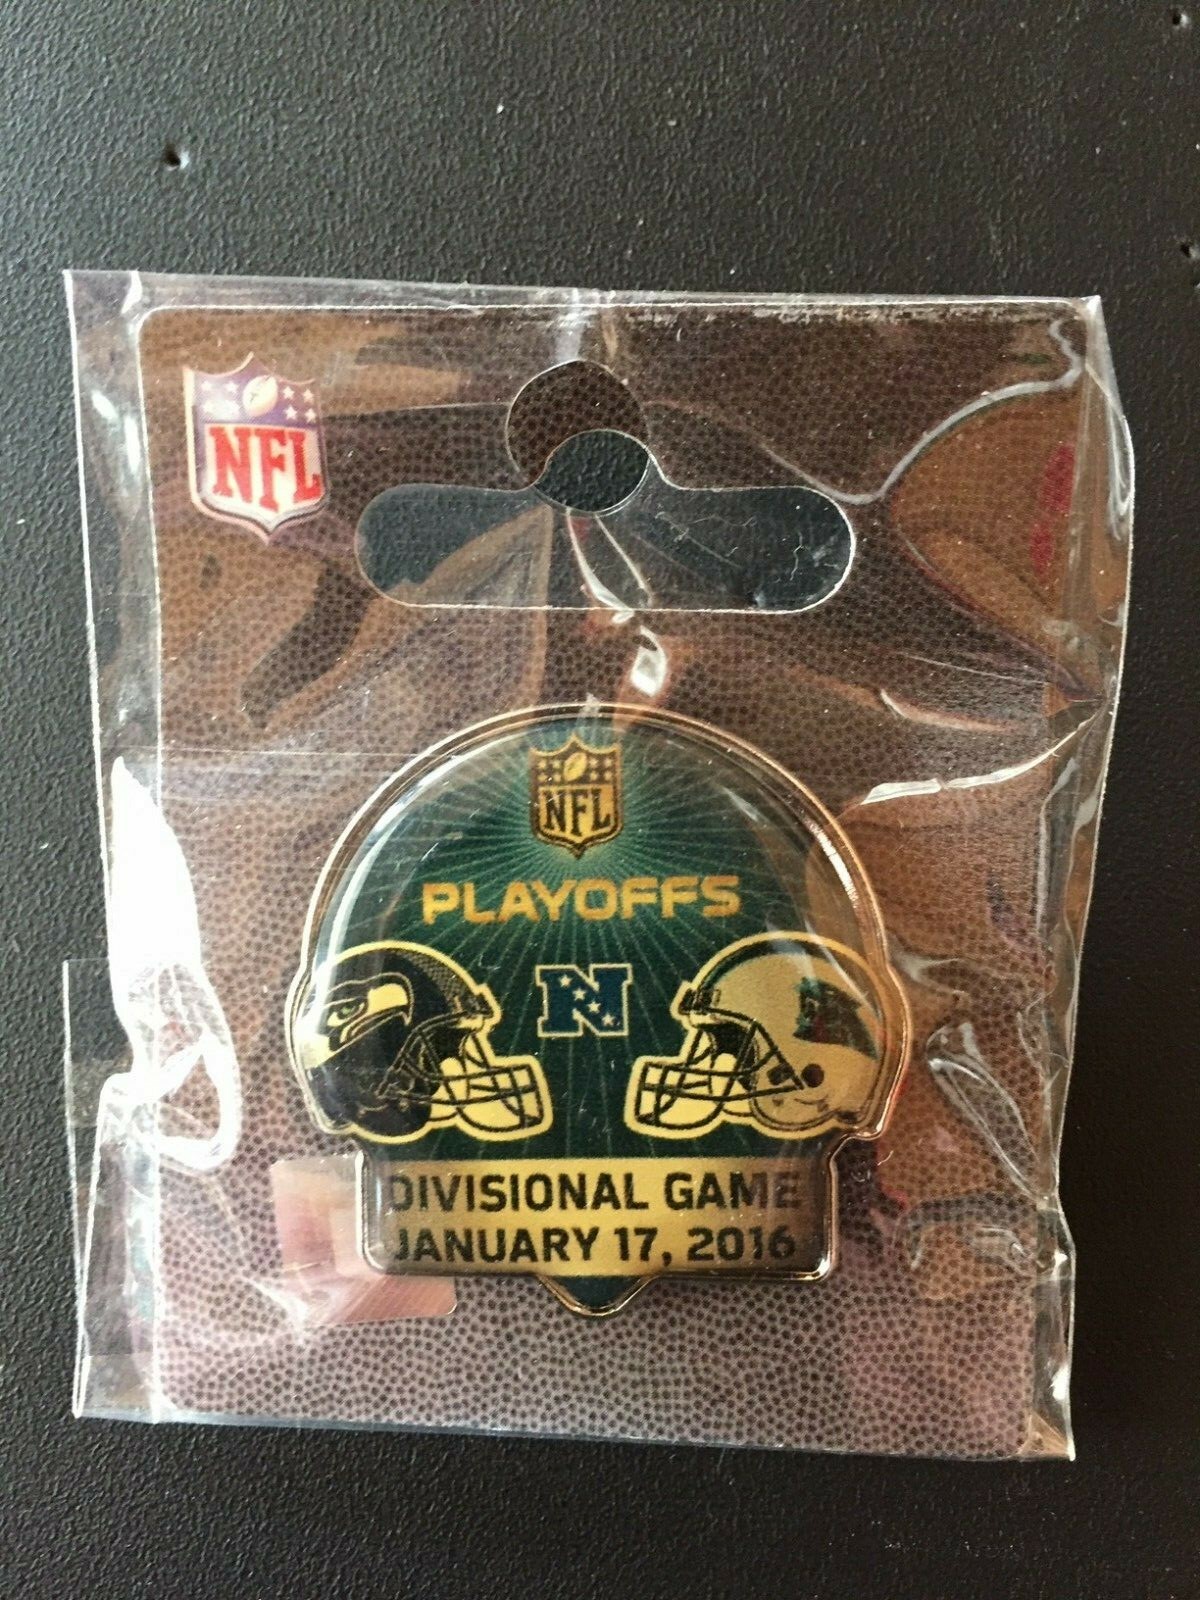 NFL
NFL
PLAYOFFS
N
DIVISIONAL GAME
JANUARY 17, 2016